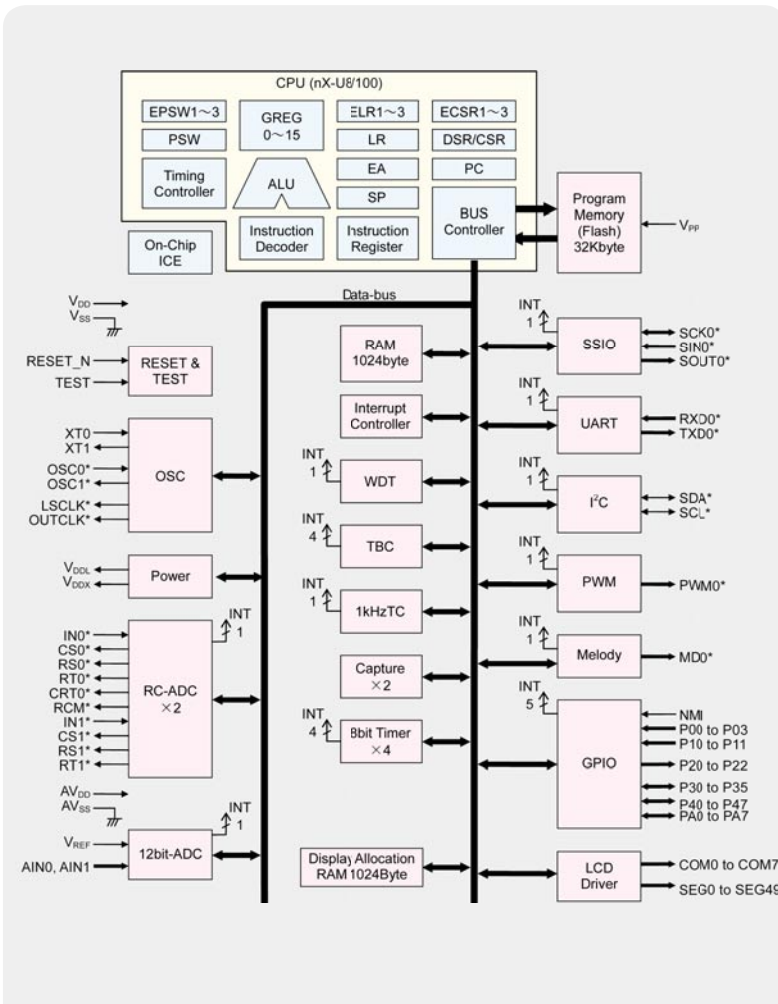 CPU (nX-U8/100)
EPSW1～3
GREG
0～15
ELR1～3
ECSR1～3
PSW
LR
DSR/CSR
Timing
Controller
ALU
EA
PC
SP
BUS
Controller
Instruction
Decoder
Instruction
Register
On-Chip
ICE
Program
Memory
(Flash)
32Kbyte
VPP
Data-bus
VDD
VSS
RESET_N
TEST
RESET &
TEST
XT0
XT1
OSC0*
OSC1*
LSCLK*
OUTCLK*
OSC
VDDL
VDDX
Power
IN0*
CS0*
RS0*
RT0*
CRT0*
RCM*
IN1*
CS1*
RS1*
RT1*
RC-ADC
×2
INT
1
AVDD
AVSS
VREF
AIN0, AIN1
12bit-ADC
INT
1
RAM
1024byte
Interrupt
Controller
INT
1
WDT
INT
4
TBC
INT
1
1kHzTC
Capture
×2
INT
4
8bit Timer
×4
Display Allocation
RAM 1024Byte
INT
1
SSIO
SCK0*
SIN0*
SOUT0*
INT
1
UART
RXD0*
TXD0*
INT
1
I²C
SDA*
SCL*
INT
1
PWM
PWM0*
INT
1
Melody
MD0*
INT
5
GPIO
NMI
P00 to P03
P10 to P11
P20 to P22
P30 to P35
P40 to P47
PA0 to PA7
LCD
Driver
COM0 to COM7
SEG0 to SEG49